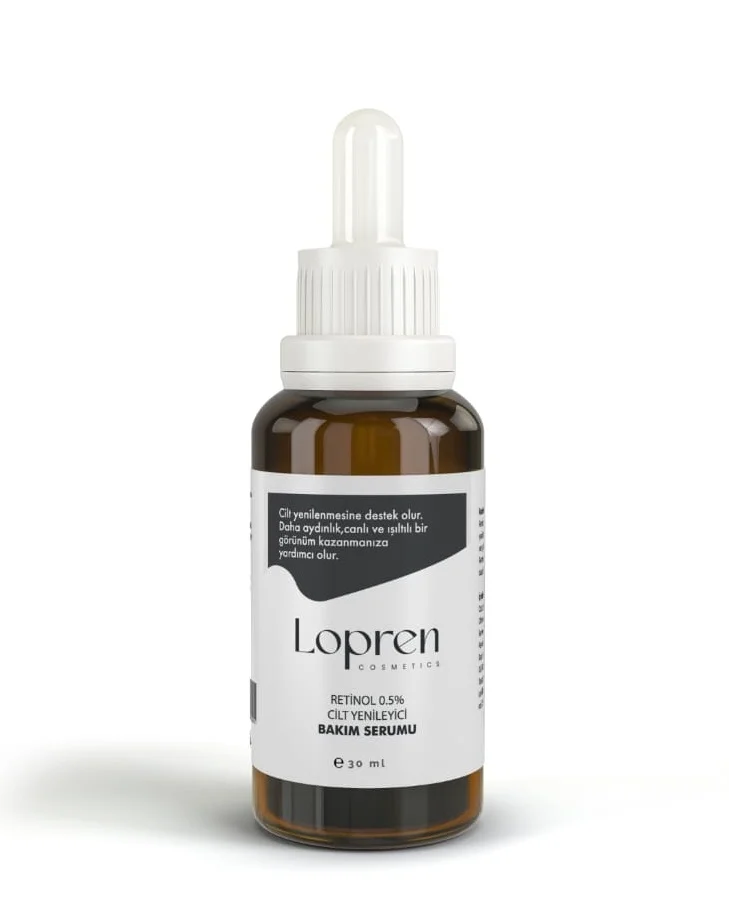 Cilt yenilenmesine destek olur.
Daha aydınlık,canlı ve ışıltılı bir
görünüm kazanmanıza
yardımcı olur.
Lopren
COSMETICS
RETİNOL 0.5%
CİLT YENİLEYİCİ
BAKIM SERUMU
e 30 ml